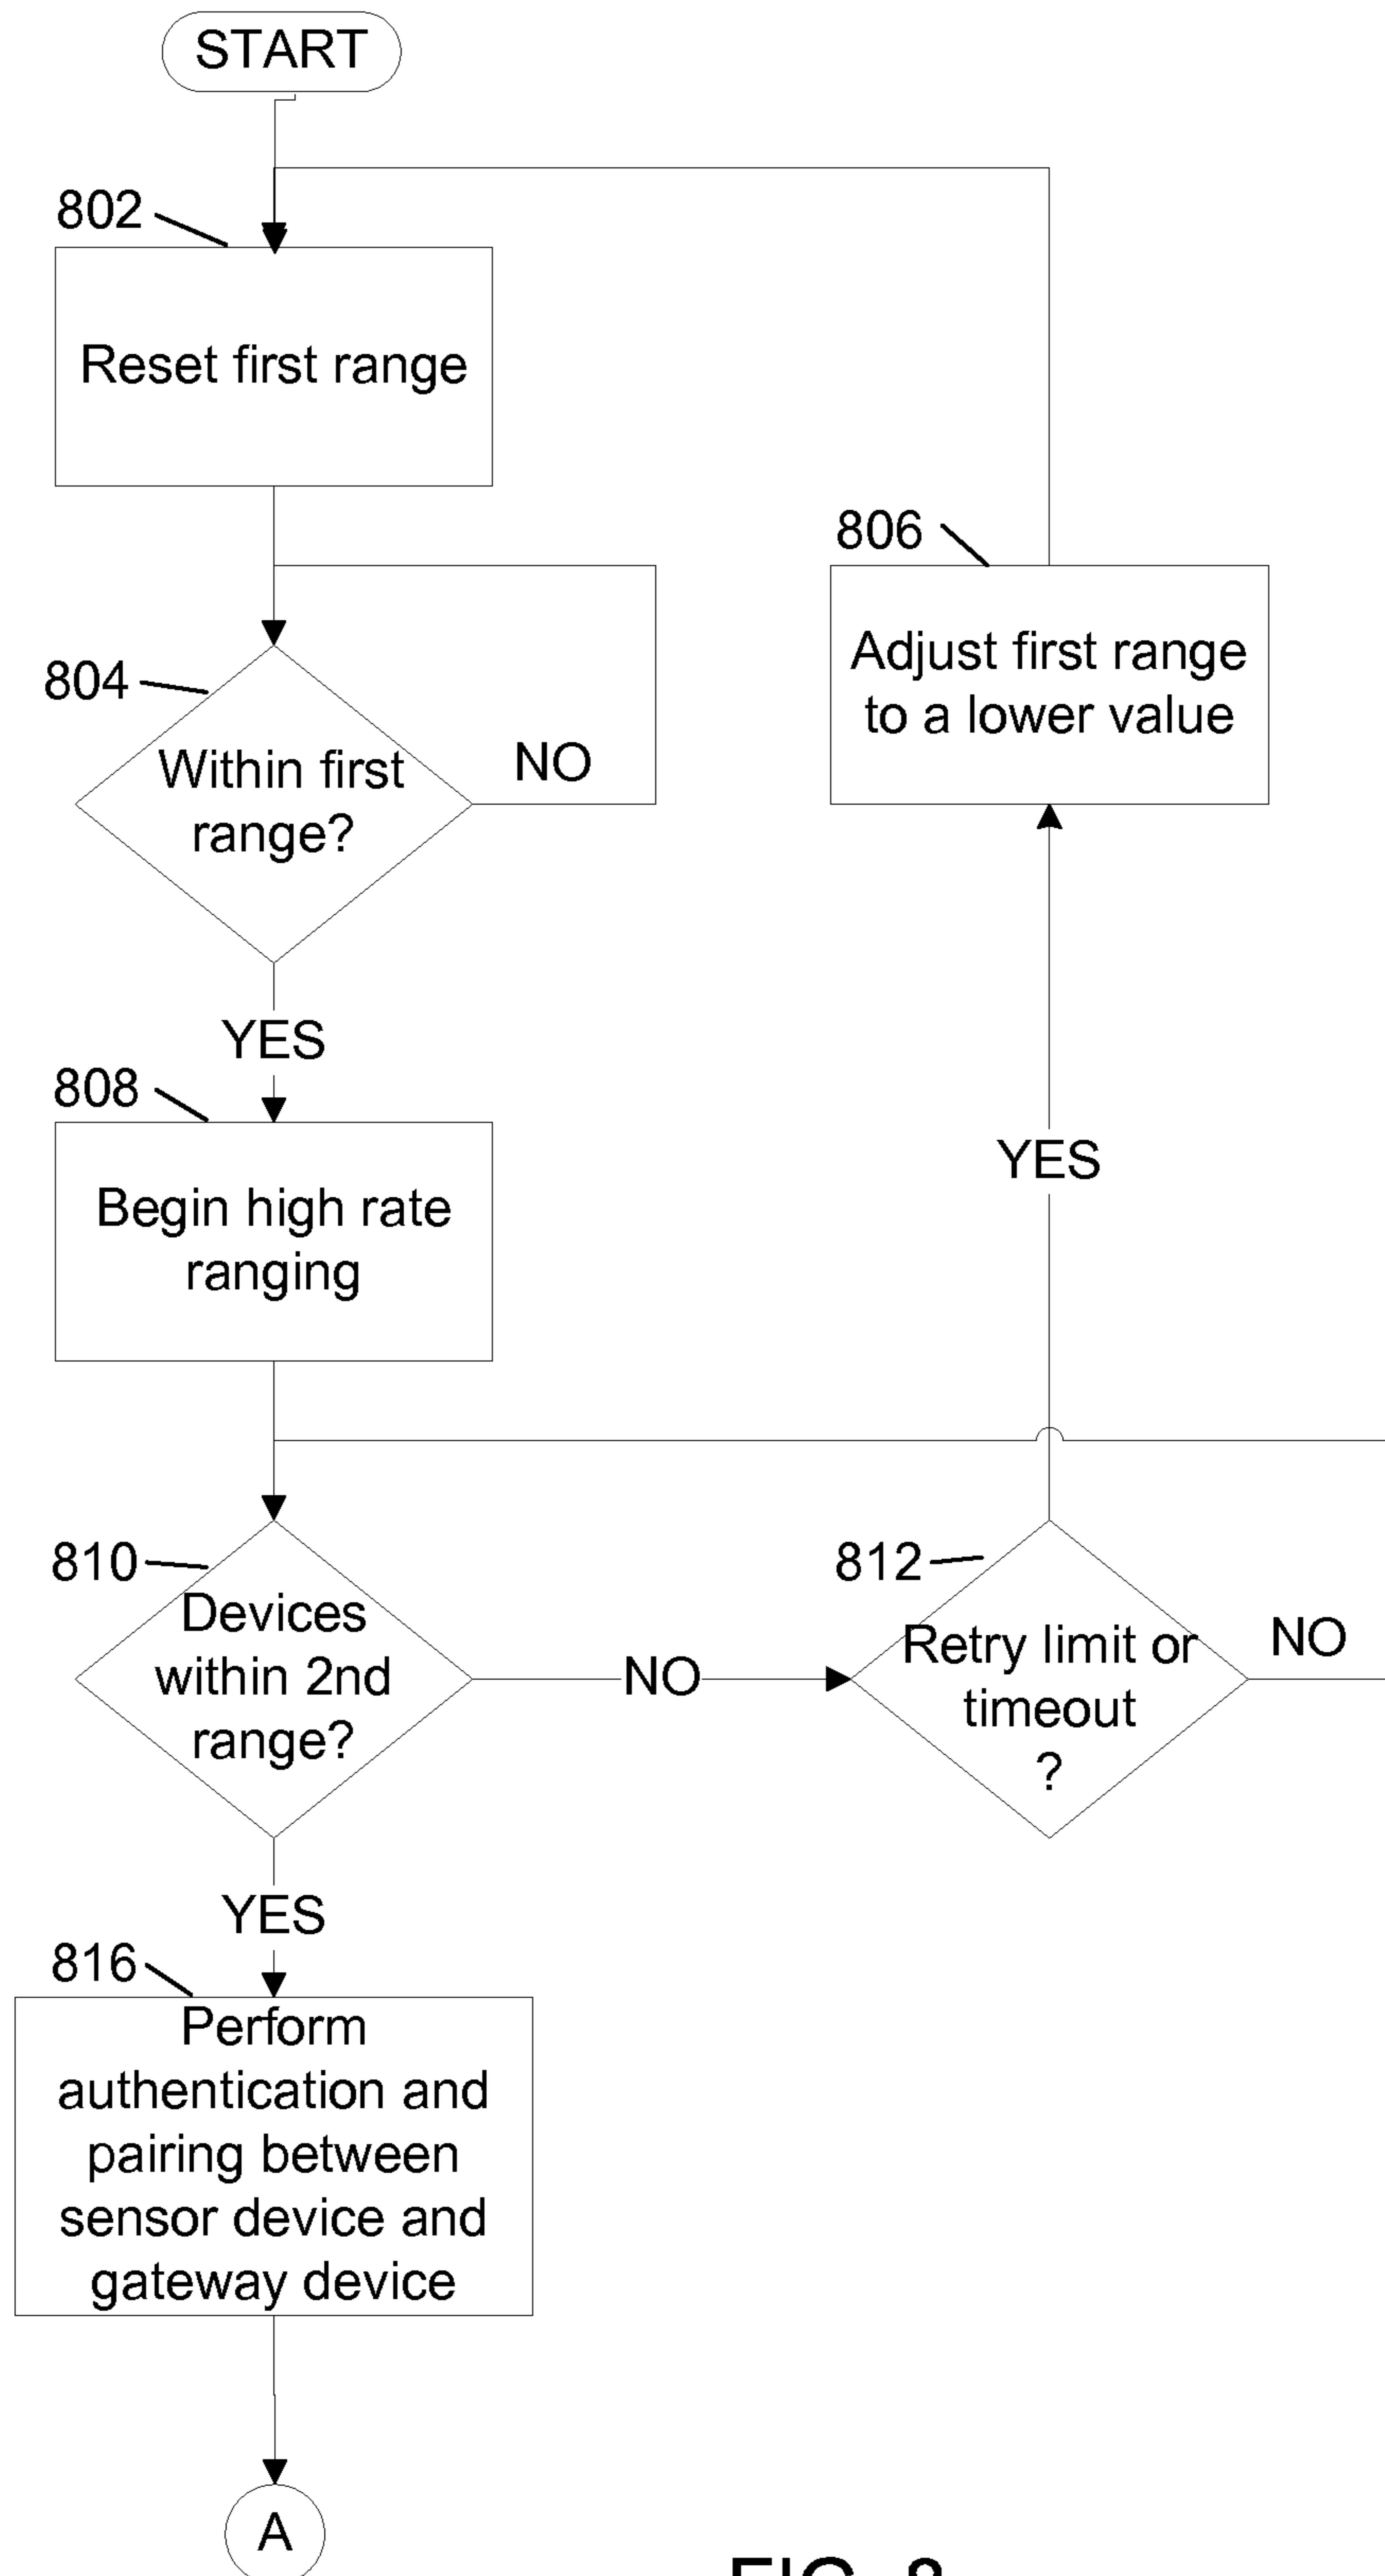 START
802
Reset first range
806
Adjust first range
to a lower value
804
Within first
range?
NO
YES
808
Begin high rate
ranging
YES
810
Devices
within 2nd
range?
NO
812
Retry limit or
timeout
?
NO
YES
816
Perform
authentication and
pairing between
sensor device and
gateway device
A
FIG. 8